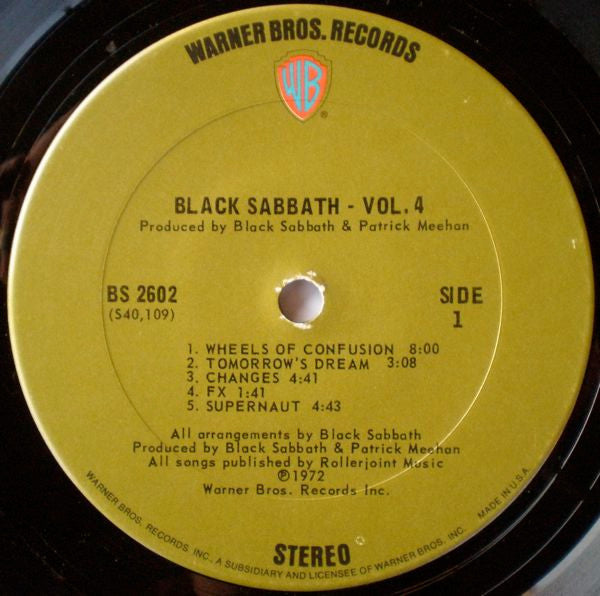 WARNER BROS. RECORDS
WB
®
BLACK SABBATH - VOL. 4
Produced by Black Sabbath & Patrick Meehan
BS 2602
(S40,109)
SIDE
1
1. WHEELS OF CONFUSION 8:00
2. TOMORROW'S DREAM 3:08
3. CHANGES 4:41
4. FX 1:41
5. SUPERNAUT 4:43
All arrangements by Black Sabbath
Produced by Black Sabbath & Patrick Meehan
All songs published by Rollerjoint Music
℗1972
Warner Bros. Records Inc.
STEREO
WARNER BROS. RECORDS INC., A SUBSIDIARY AND LICENSEE OF WARNER BROS. INC. MADE IN U.S.A.